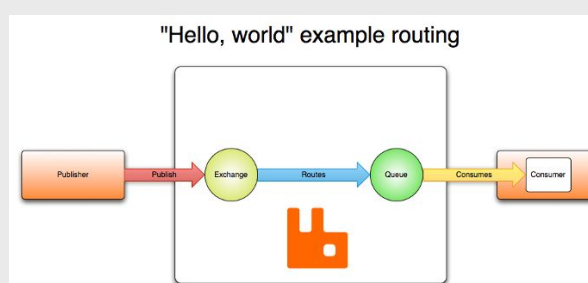 "Hello, world" example routing
Publisher
Publish
Exchange
Routes
Queue
Consumes
Consumer